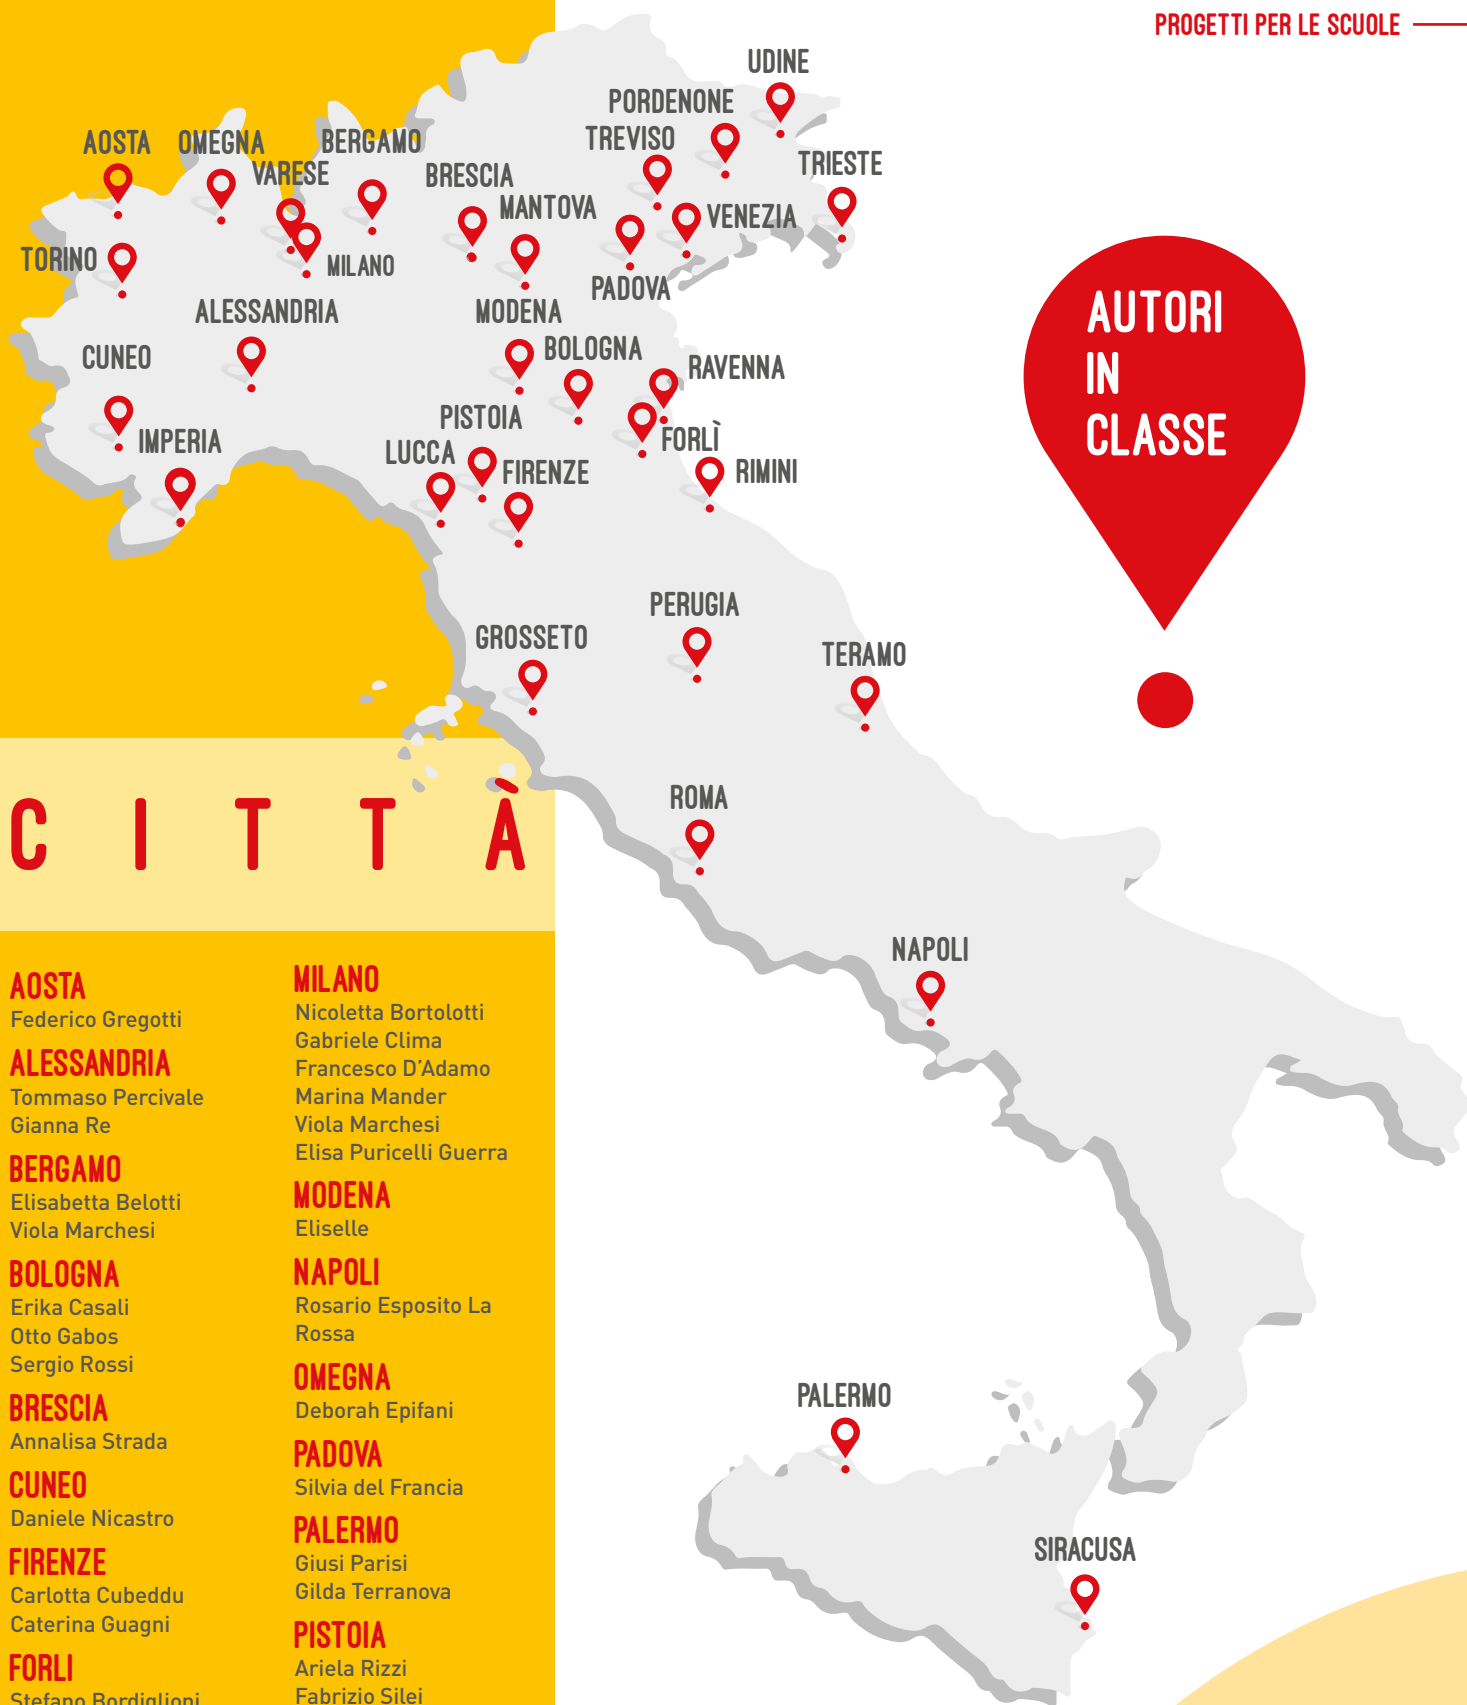 PROGETTI PER LE SCUOLE
UDINE
PORDENONE
TREVISO
AOSTA
OMEGNA
BERGAMO
VARESE
BRESCIA
TRIESTE
MANTOVA
VENEZIA
TORINO
MILANO
PADOVA
ALESSANDRIA
MODENA
CUNEO
BOLOGNA
RAVENNA
PISTOIA
IMPERIA
LUCCA
FORLÌ
FIRENZE
RIMINI
PERUGIA
GROSSETO
TERAMO
ROMA
NAPOLI
PALERMO
SIRACUSA
AUTORI
IN
CLASSE
CITTÀ
AOSTA
Federico Gregotti
ALESSANDRIA
Tommaso Percivale
Gianna Re
BERGAMO
Elisabetta Belotti
Viola Marchesi
BOLOGNA
Erika Casali
Otto Gabos
Sergio Rossi
BRESCIA
Annalisa Strada
CUNEO
Daniele Nicastro
FIRENZE
Carlotta Cubeddu
Caterina Guagni
FORLI
Stefano Bordiglioni
MILANO
Nicoletta Bortolotti
Gabriele Clima
Francesco D’Adamo
Marina Mander
Viola Marchesi
Elisa Puricelli Guerra
MODENA
Eliselle
NAPOLI
Rosario Esposito La
Rossa
OMEGNA
Deborah Epifani
PADOVA
Silvia del Francia
PALERMO
Giusi Parisi
Gilda Terranova
PISTOIA
Ariela Rizzi
Fabrizio Silei